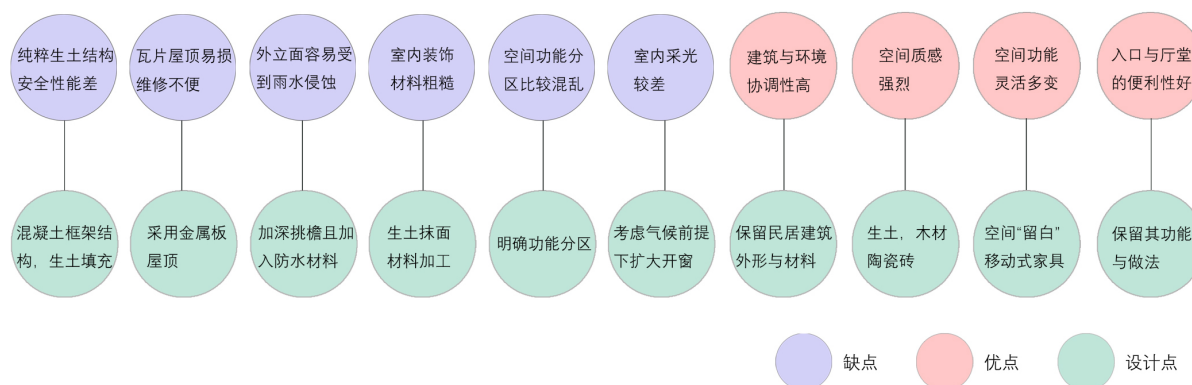 纯粹生土结构
安全性能差
瓦片屋顶易损
维修不便
外立面容易受
到雨水侵蚀
室内装饰
材料粗糙
空间功能分
区比较混乱
室内采光
较差
建筑与环境
协调性高
空间质感
强烈
空间功能
灵活多变
入口与厅堂
的便利性好
混凝土框架结
构，生土填充
采用金属板
屋顶
加深挑檐且加
入防水材料
生土抹面
材料加工
明确功能分区
考虑气候前提
下扩大开窗
保留民居建筑
外形与材料
生土，木材
陶瓷砖
空间“留白”
移动式家具
保留其功能
与做法
缺点
优点
设计点